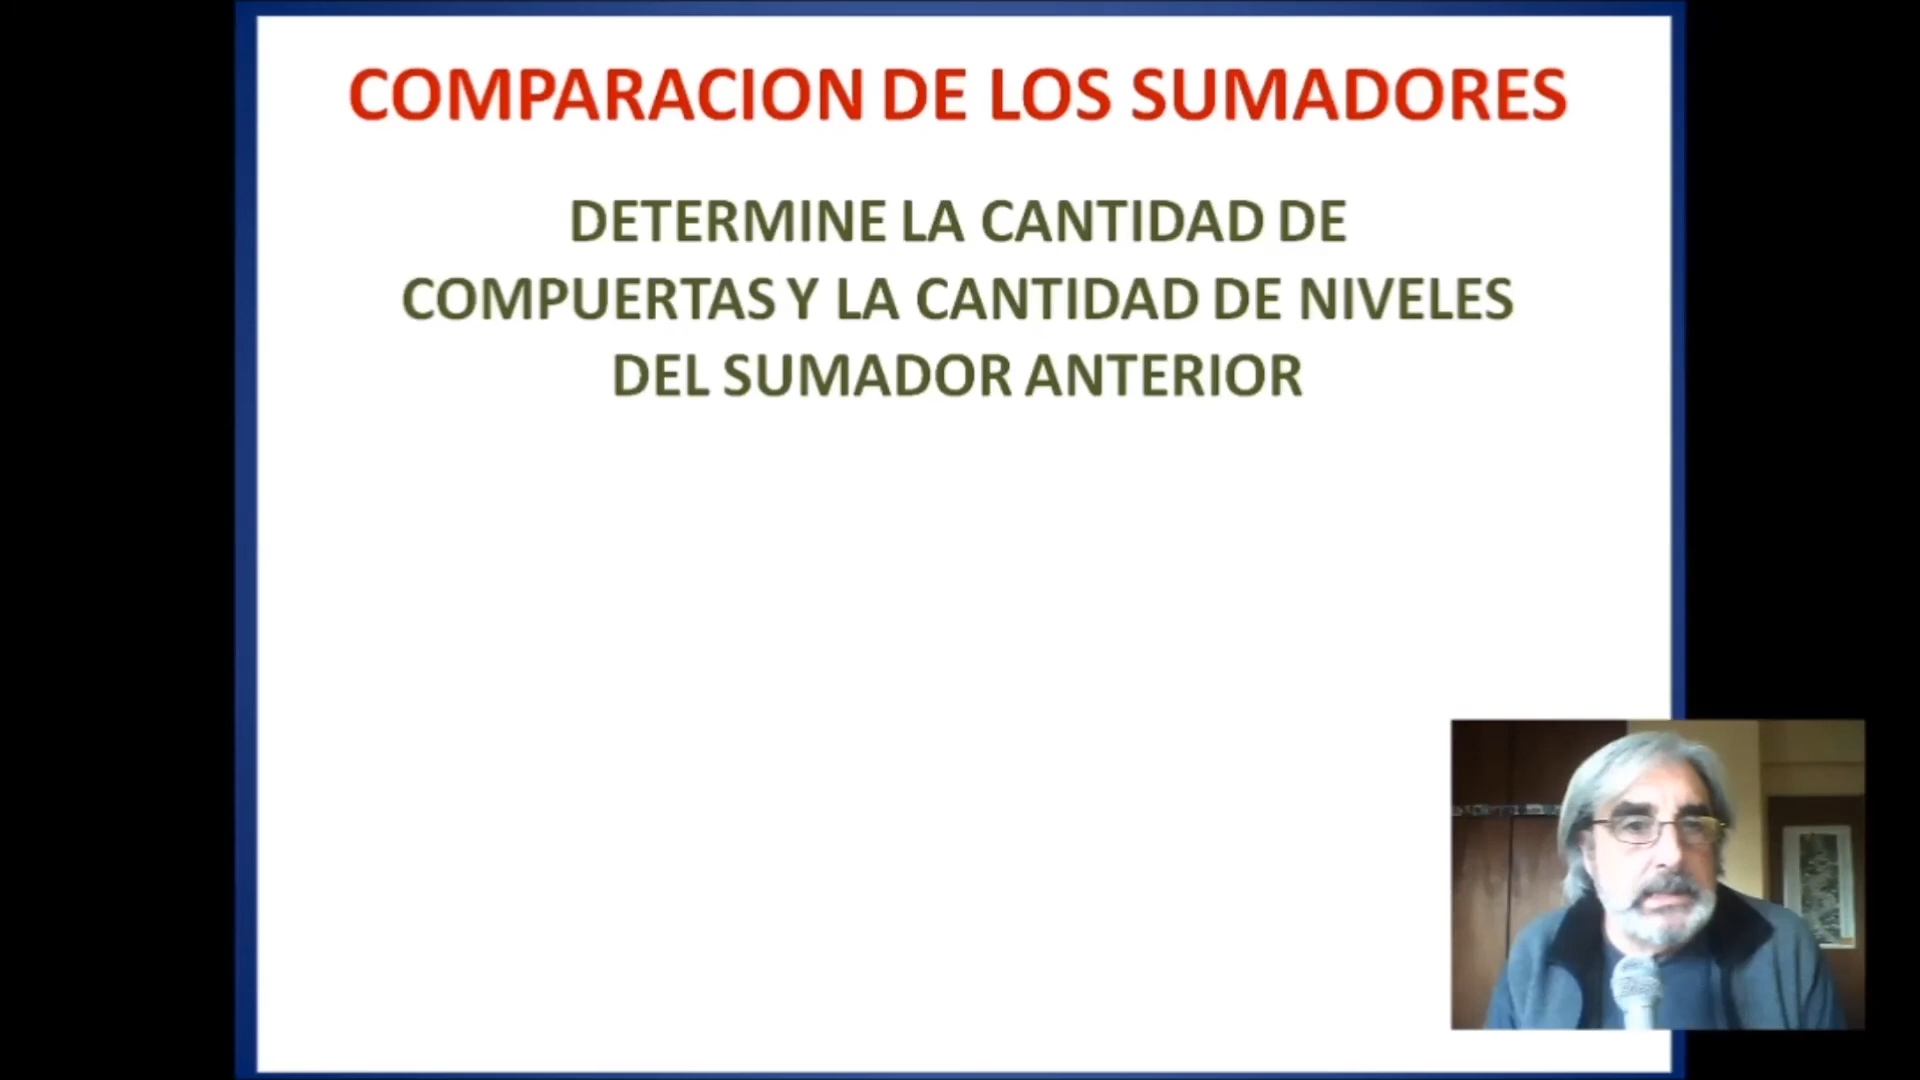 COMPARACION DE LOS SUMADORES
DETERMINE LA CANTIDAD DE
COMPUERTAS Y LA CANTIDAD DE NIVELES
DEL SUMADOR ANTERIOR